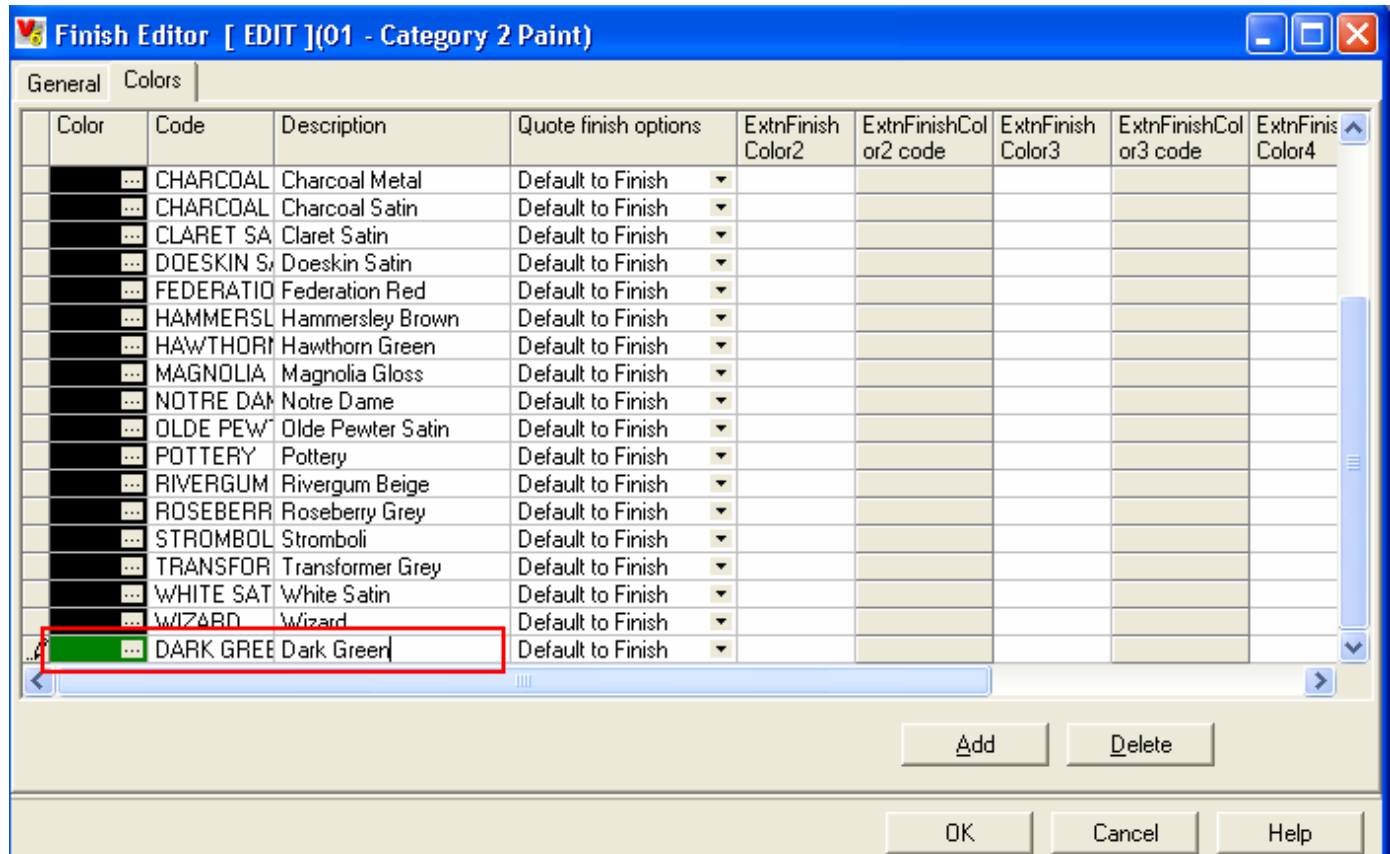 Finish Editor [ EDIT ](01 - Category 2 Paint)
General Colors
Color Code Description Quote finish options ExtnFinish Color2 ExtnFinishCol or2 code ExtnFinish Color3 ExtnFinishCol or3 code ExtnFinis Color4
... CHARCOAL Charcoal Metal Default to Finish
... CHARCOAL Charcoal Satin Default to Finish
... CLARET SA Claret Satin Default to Finish
... DOESKIN SA Doeskin Satin Default to Finish
... FEDERATIO Federation Red Default to Finish
... HAMMERSL Hammersley Brown Default to Finish
... HAWTHORN Hawthorn Green Default to Finish
... MAGNOLIA Magnolia Gloss Default to Finish
... NOTRE DAM Notre Dame Default to Finish
... OLDE PEWT Olde Pewter Satin Default to Finish
... POTTERY Pottery Default to Finish
... RIVERGUM Rivergum Beige Default to Finish
... ROSEBERR Roseberry Grey Default to Finish
... STROMBOL Stromboli Default to Finish
... TRANSFOR Transformer Grey Default to Finish
... WHITE SAT White Satin Default to Finish
... WIZARD Wizard Default to Finish
... DARK GREE Dark Green Default to Finish
Add Delete
OK Cancel Help